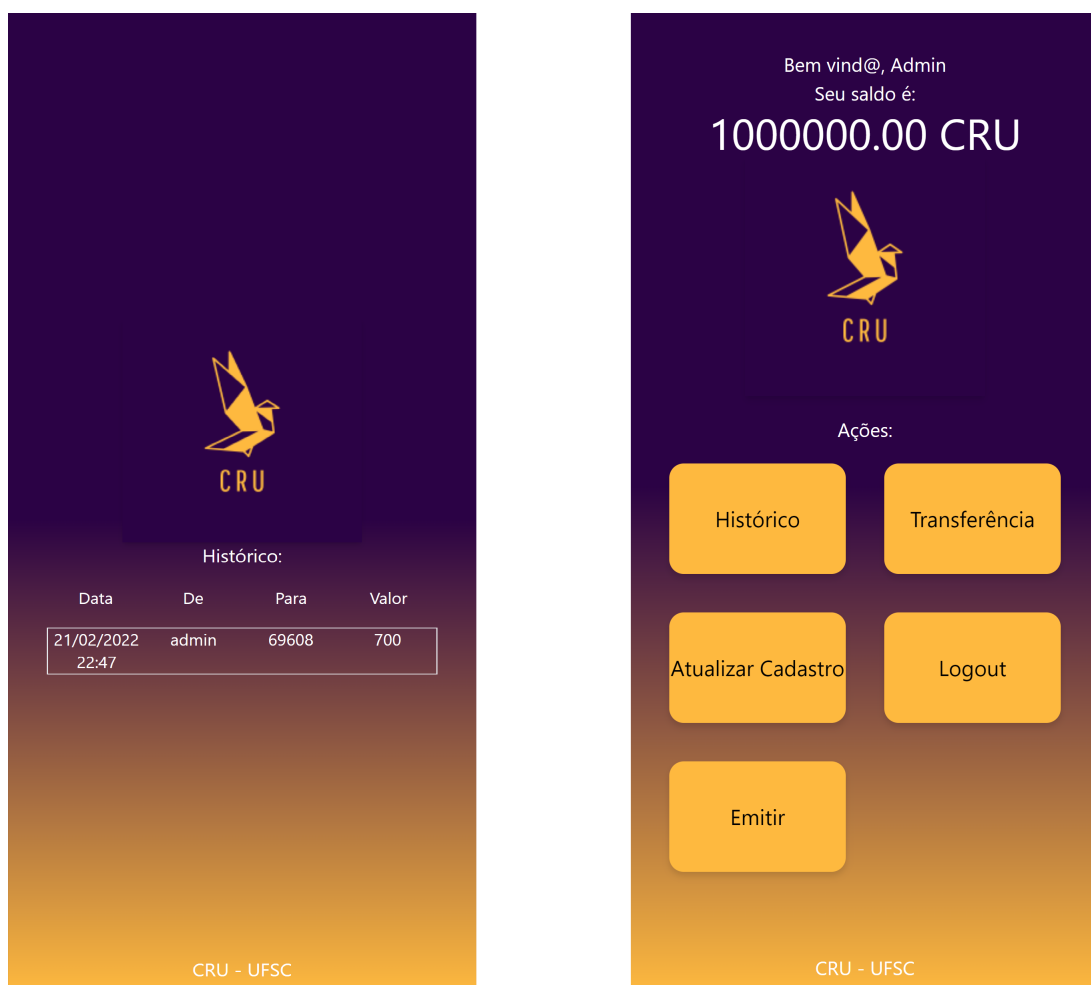 CRU
Histórico:
Data De Para Valor
21/02/2022 admin 69608 700
22:47
CRU - UFSC
Bem vind@, Admin
Seu saldo é:
1000000.00 CRU
CRU
Ações:
Histórico Transferência
Atualizar Cadastro Logout
Emitir
CRU - UFSC